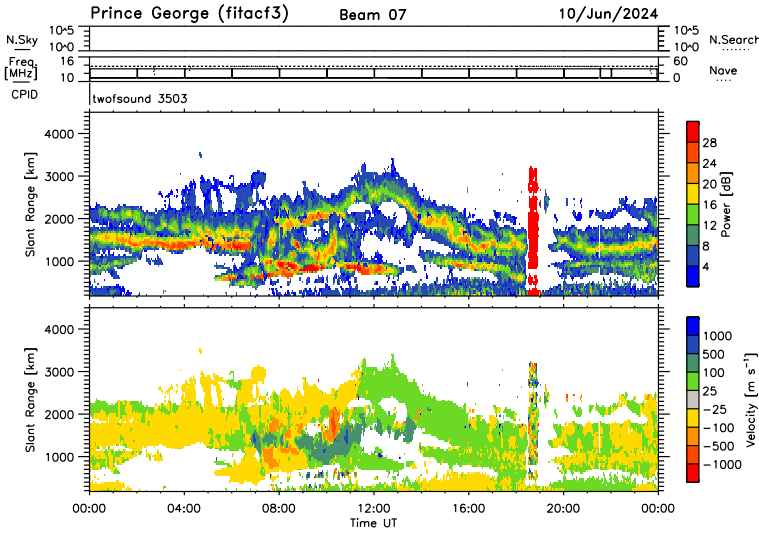 Prince George (fitacf3) Beam 07 10/Jun/2024
N.Sky 10^5 10^0 10^5 10^0 N.Search
Freq. [MHz] 16 10 60 0 Nave
CPID twofsound 3503
Slant Range [km] 4000 3000 2000 1000
Power [dB] 28 24 20 16 12 8 4
Slant Range [km] 4000 3000 2000 1000
Velocity [m s⁻¹] 1000 500 100 25 −25 −100 −500 −1000
00:00 04:00 08:00 12:00 16:00 20:00 00:00
Time UT